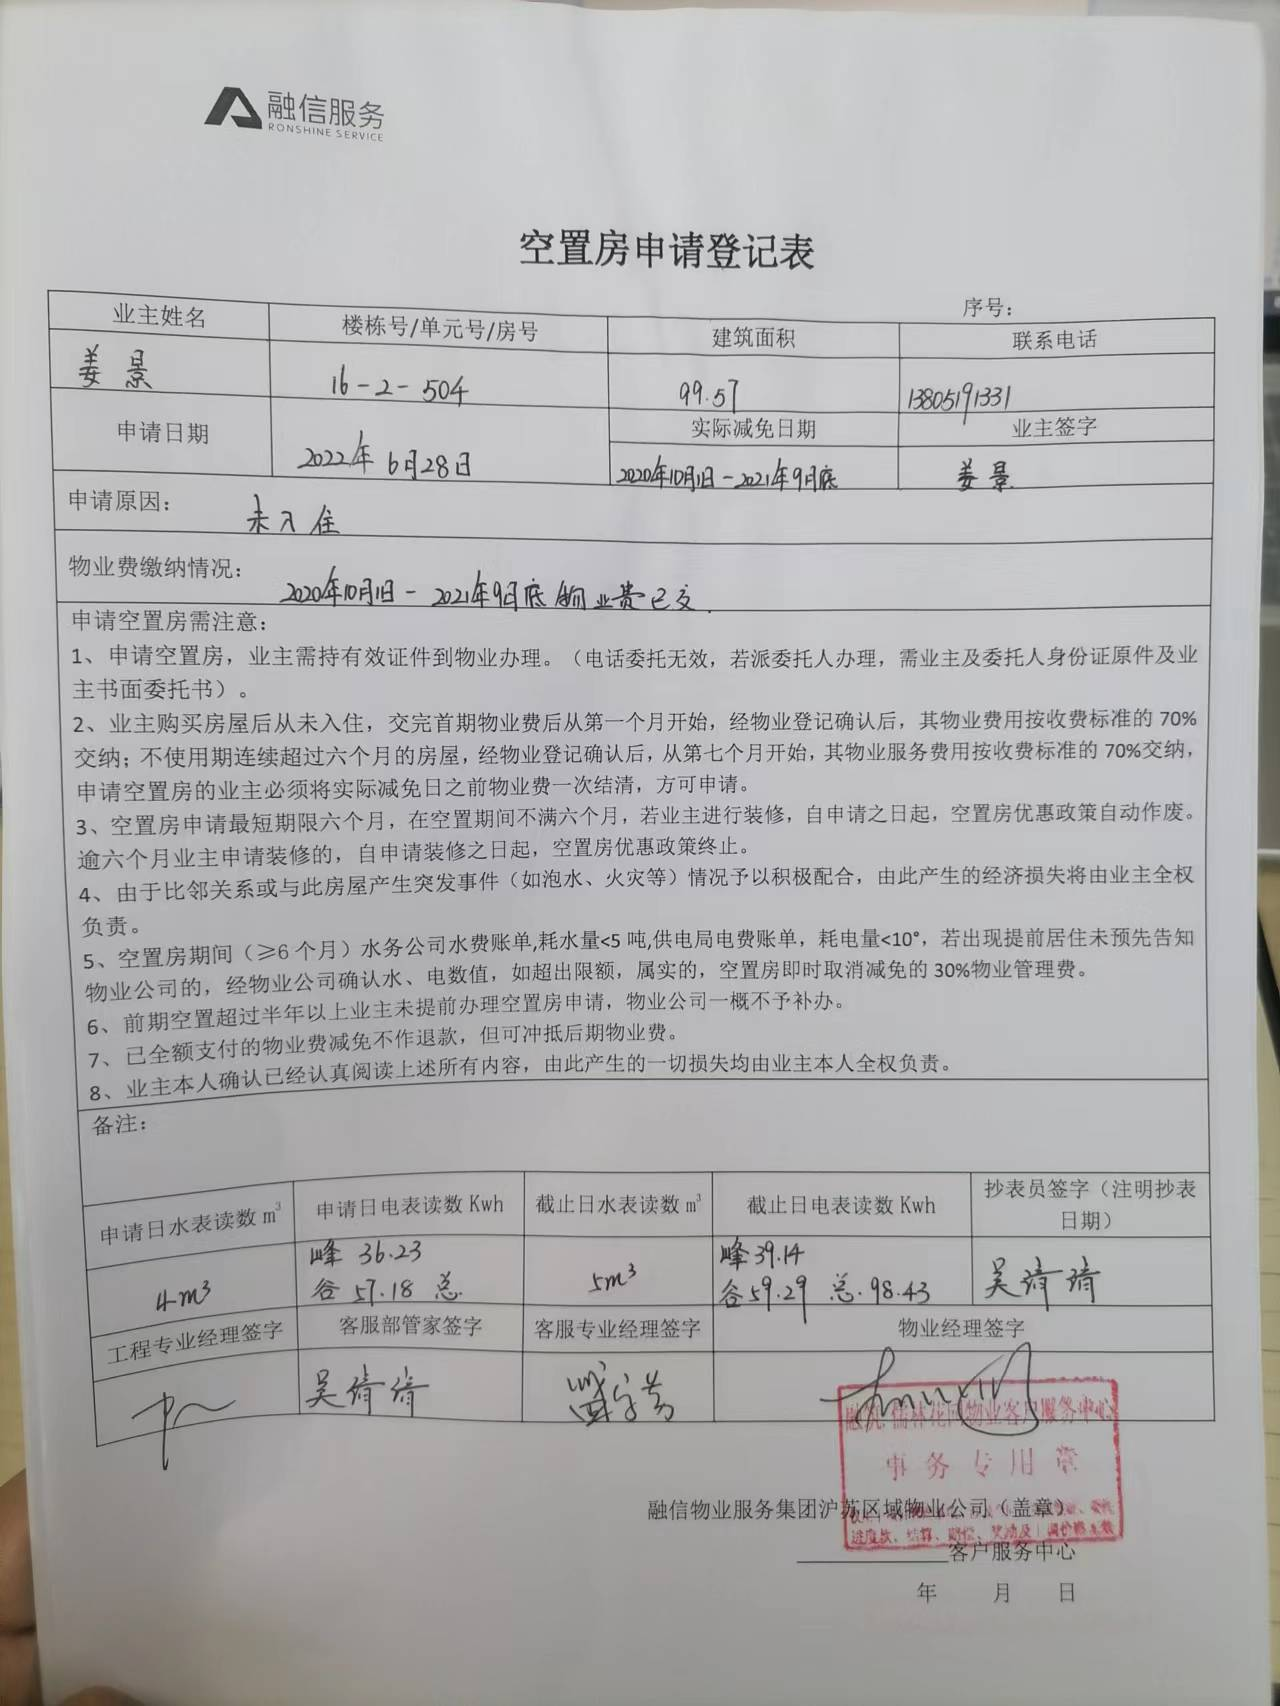 融信服务
RONSHINE SERVICE
空置房申请登记表
序号：
业主姓名 楼栋号/单元号/房号 建筑面积 联系电话
姜景 16-2-504 99.57 13805191331
申请日期 2022年6月28日 实际减免日期 业主签字
2020年10月1日-2021年9月底 姜景
申请原因： 未入住
物业费缴纳情况： 2020年10月1日-2021年9月底物业费已交.
申请空置房需注意：
1、申请空置房，业主需持有效证件到物业办理。（电话委托无效，若派委托人办理，需业主及委托人身份证原件及业
主书面委托书）。
2、业主购买房屋后从未入住，交完首期物业费后从第一个月开始，经物业登记确认后，其物业费用按收费标准的 70%
交纳；不使用期连续超过六个月的房屋，经物业登记确认后，从第七个月开始，其物业服务费用按收费标准的 70%交纳，
申请空置房的业主必须将实际减免日之前物业费一次结清，方可申请。
3、空置房申请最短期限六个月，在空置期间不满六个月，若业主进行装修，自申请之日起，空置房优惠政策自动作废。
逾六个月业主申请装修的，自申请装修之日起，空置房优惠政策终止。
4、由于比邻关系或与此房屋产生突发事件（如泡水、火灾等）情况予以积极配合，由此产生的经济损失将由业主全权
负责。
5、空置房期间（≥6 个月）水务公司水费账单,耗水量<5 吨,供电局电费账单，耗电量<10°，若出现提前居住未预先告知
物业公司的，经物业公司确认水、电数值，如超出限额，属实的，空置房即时取消减免的 30%物业管理费。
6、前期空置超过半年以上业主未提前办理空置房申请，物业公司一概不予补办。
7、已全额支付的物业费减免不作退款，但可冲抵后期物业费。
8、业主本人确认已经认真阅读上述所有内容，由此产生的一切损失均由业主本人全权负责。
备注：
申请日水表读数 m³ 申请日电表读数 Kwh 截止日水表读数 m³ 截止日电表读数 Kwh 抄表员签字（注明抄表
日期）
4m³ 峰 36.23 5m³ 峰39.14 吴清清
谷 57.18 总 谷59.29 总.98.43
工程专业经理签字 客服部管家签字 客服专业经理签字 物业经理签字
吴清清
儒林花园物业客户服务中心
事务专用章
融信物业服务集团沪苏区域物业公司（盖章）
客户服务中心
年 月 日